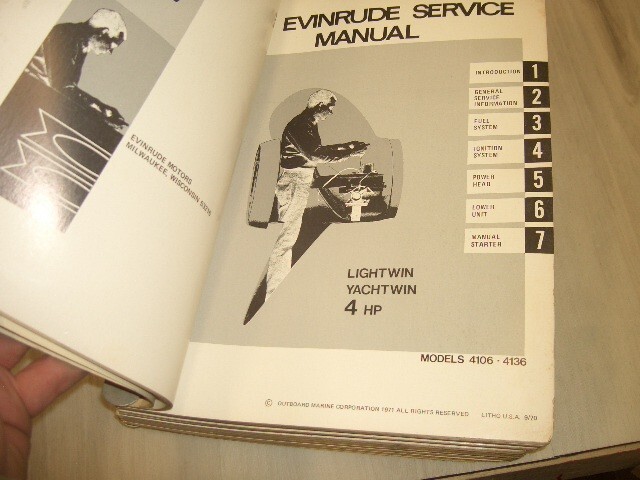 EVINRUDE SERVICE
MANUAL
INTRODUCTION 1
GENERAL
SERVICE
INFORMATION 2
FUEL
SYSTEM 3
IGNITION
SYSTEM 4
POWER
HEAD 5
LOWER
UNIT 6
MANUAL
STARTER 7
LIGHTWIN
YACHTWIN
4 HP
MODELS 4106 - 4136
© OUTBOARD MARINE CORPORATION 1971 ALL RIGHTS RESERVED LITHO U.S.A. 9/70
EVINRUDE MOTORS
MILWAUKEE, WISCONSIN